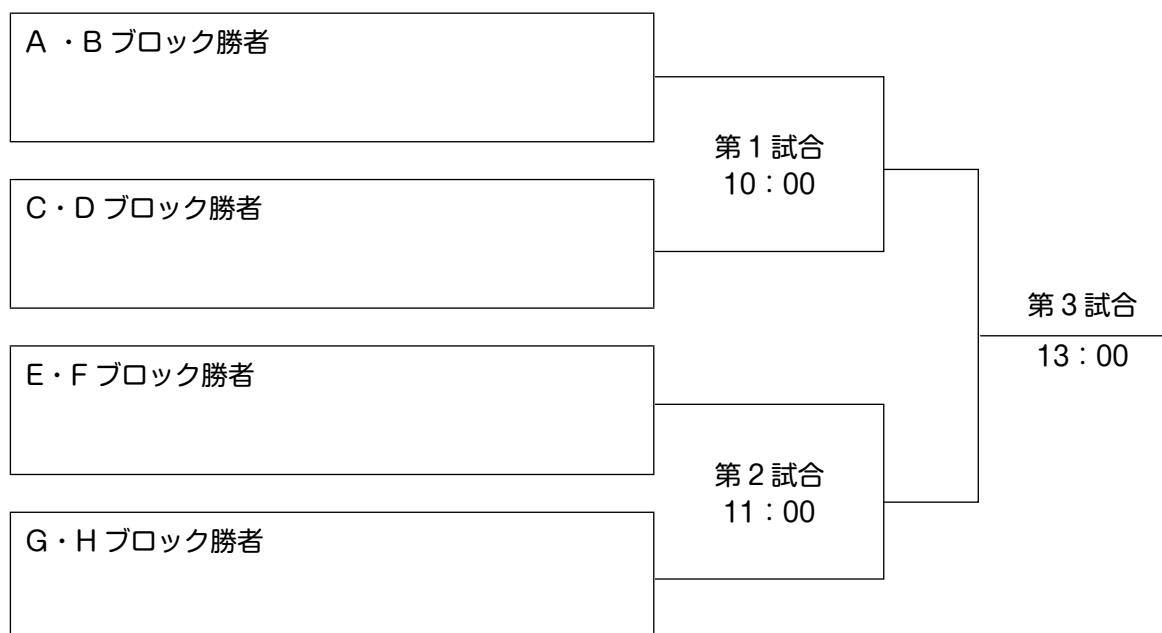 A ・B ブロック勝者
第 1 試合
10：00
C・D ブロック勝者
第 3 試合
13：00
E・F ブロック勝者
第 2 試合
11：00
G・H ブロック勝者